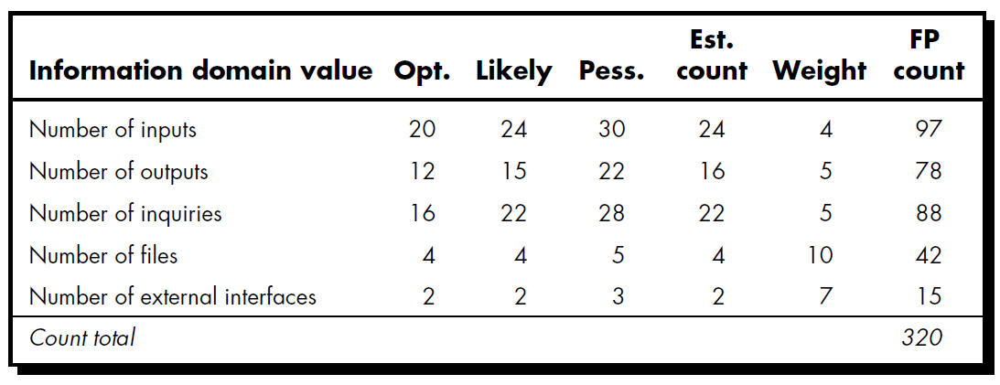 Information domain value Opt. Likely Pess. Est. count Weight FP count
Number of inputs 20 24 30 24 4 97
Number of outputs 12 15 22 16 5 78
Number of inquiries 16 22 28 22 5 88
Number of files 4 4 5 4 10 42
Number of external interfaces 2 2 3 2 7 15
Count total 320